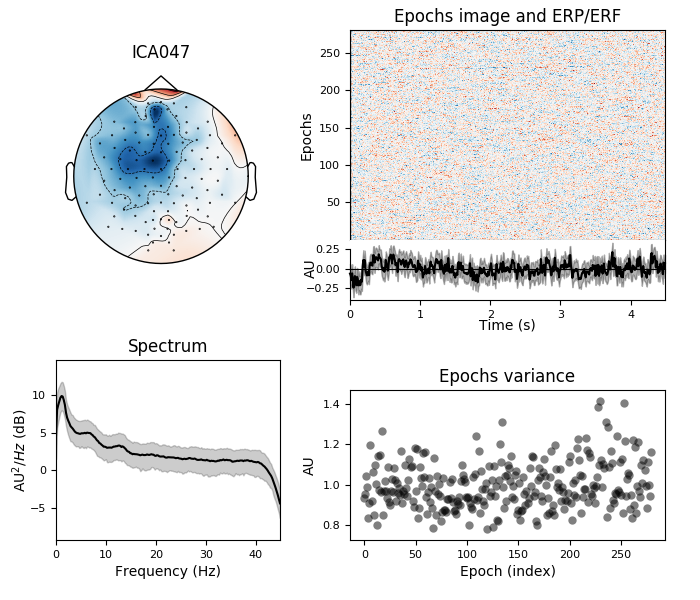 ICA047
Epochs image and ERP/ERF
Epochs
250
200
150
100
50
AU
0.25
0.00
−0.25
0 1 2 3 4
Time (s)
Spectrum
AU²/Hz (dB)
10
5
0
−5
0 10 20 30 40
Frequency (Hz)
Epochs variance
AU
1.4
1.2
1.0
0.8
0 50 100 150 200 250
Epoch (index)